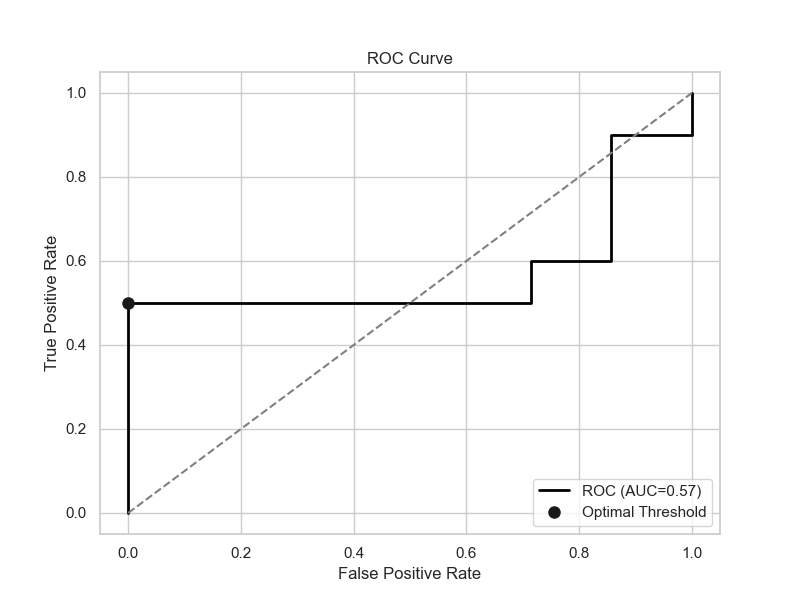 ROC Curve
True Positive Rate
1.0
0.8
0.6
0.4
0.2
0.0
ROC (AUC=0.57)
Optimal Threshold
0.0 0.2 0.4 0.6 0.8 1.0
False Positive Rate